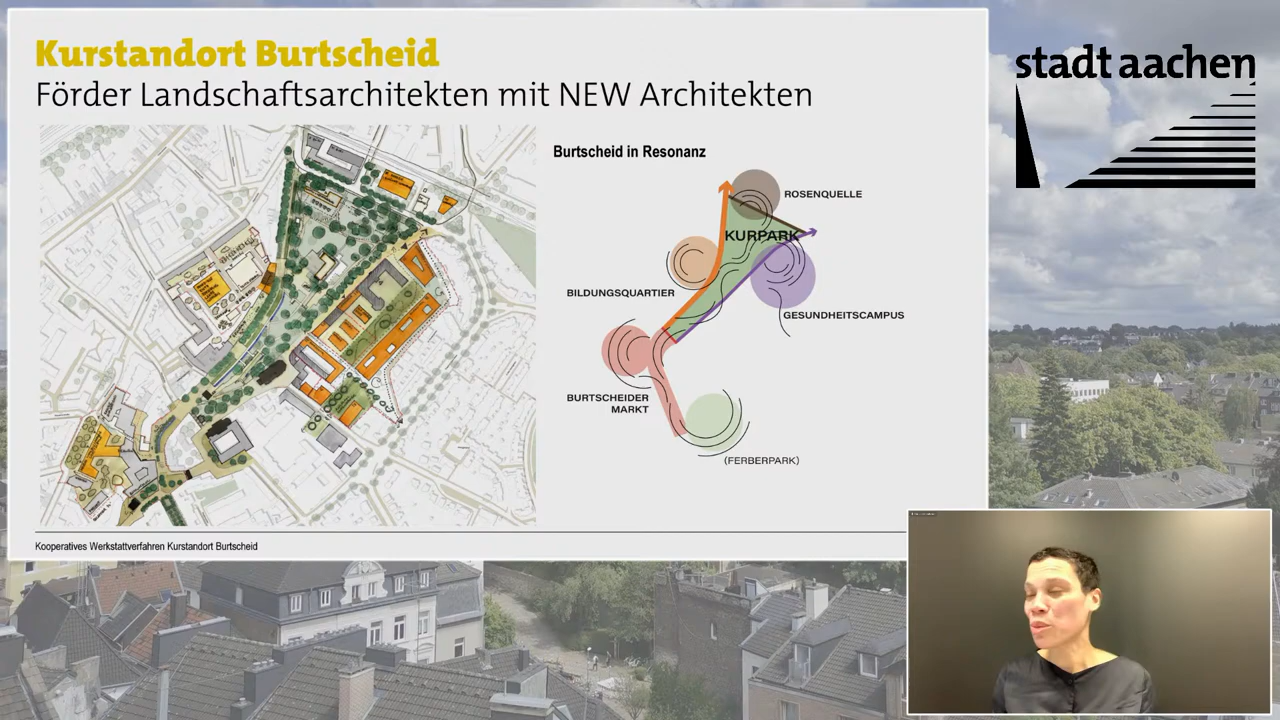 Kurstandort Burtscheid
Förder Landschaftsarchitekten mit NEW Architekten
stadt aachen
Burtscheid in Resonanz
ROSENQUELLE
KURPARK
BILDUNGSQUARTIER
GESUNDHEITSCAMPUS
BURTSCHEIDER
MARKT
(FERBERPARK)
Kooperatives Werkstattverfahren Kurstandort Burtscheid